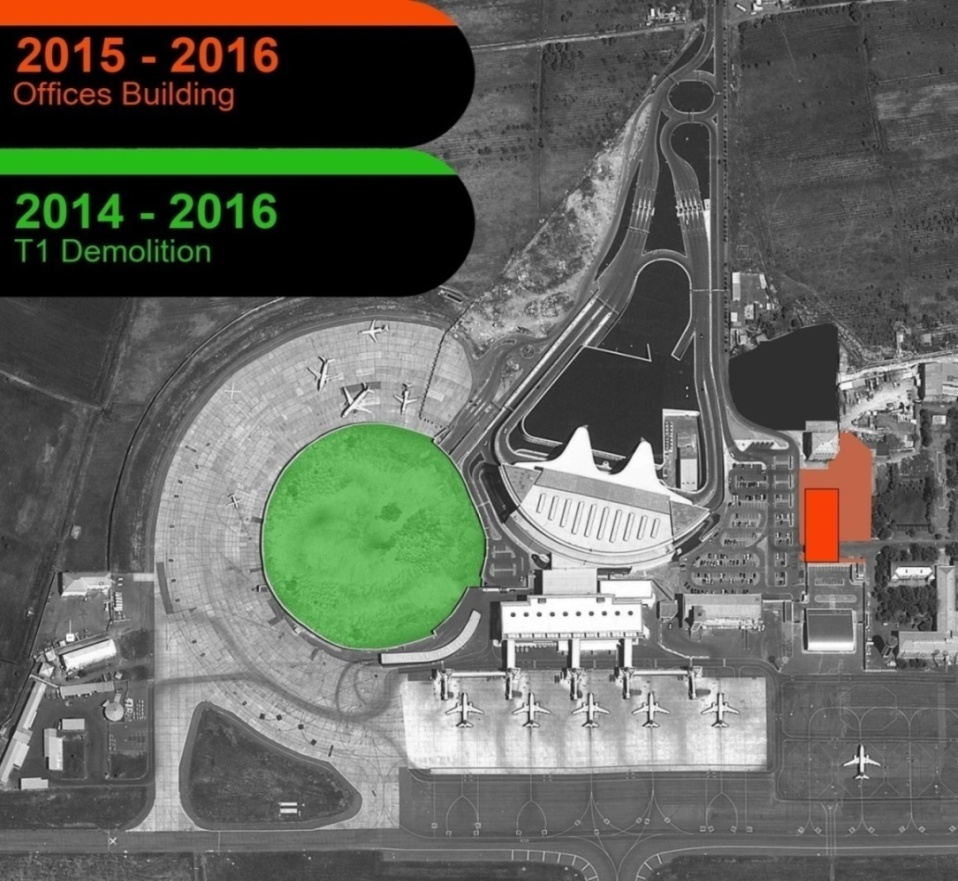 2015 - 2016
Offices Building
2014 - 2016
T1 Demolition